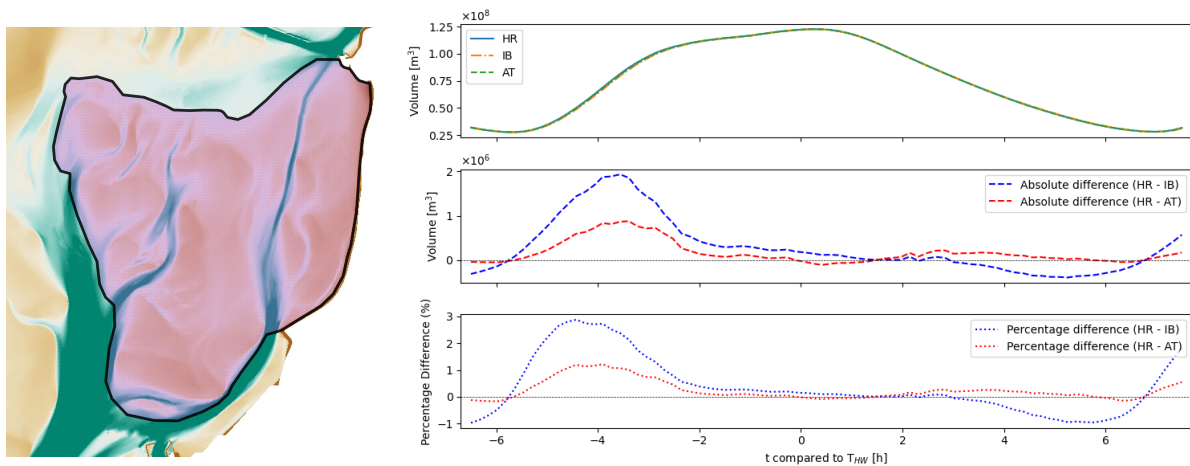 ×10⁸
1.25
1.00
0.75
0.50
0.25
Volume [m³]
HR
IB
AT
×10⁶
2
1
0
Volume [m³]
Absolute difference (HR - IB)
Absolute difference (HR - AT)
3
2
1
0
−1
Percentage Difference (%)
Percentage difference (HR - IB)
Percentage difference (HR - AT)
−6 −4 −2 0 2 4 6
t compared to T_HW [h]